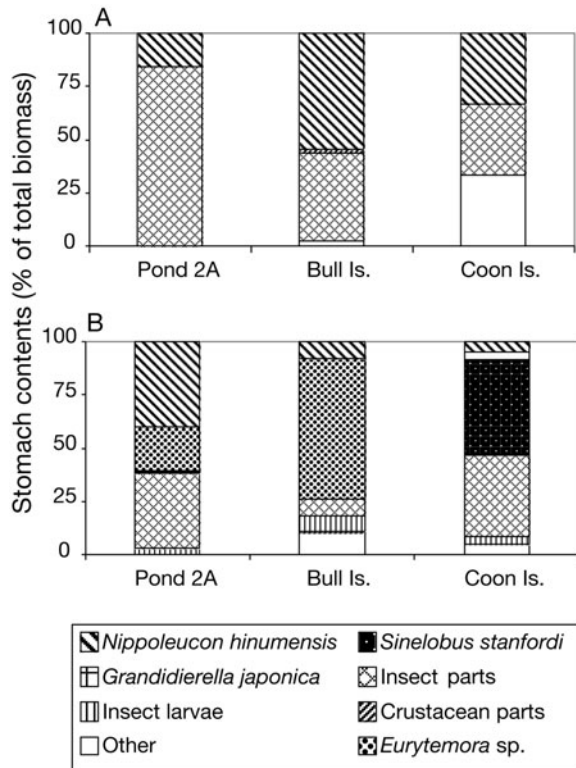 A
100
75
50
25
0
Pond 2A Bull Is. Coon Is.
Stomach contents (% of total biomass)
B
100
75
50
25
0
Pond 2A Bull Is. Coon Is.
Nippoleucon hinumensis Sinelobus stanfordi
Grandidierella japonica Insect parts
Insect larvae Crustacean parts
Other Eurytemora sp.